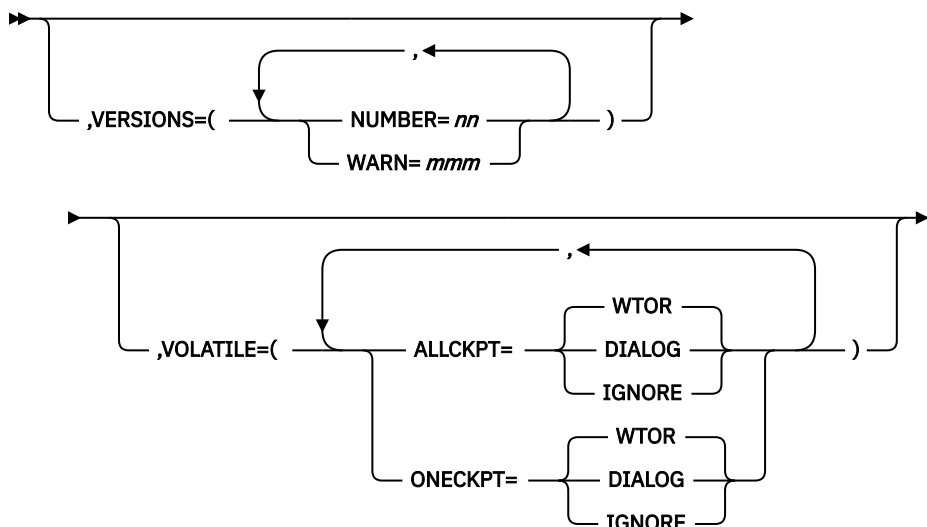 ,
,VERSIONS=( NUMBER= nn )
WARN= mmm
,
WTOR
,VOLATILE=( ALLCKPT= DIALOG )
IGNORE
WTOR
ONECKPT= DIALOG
IGNORE